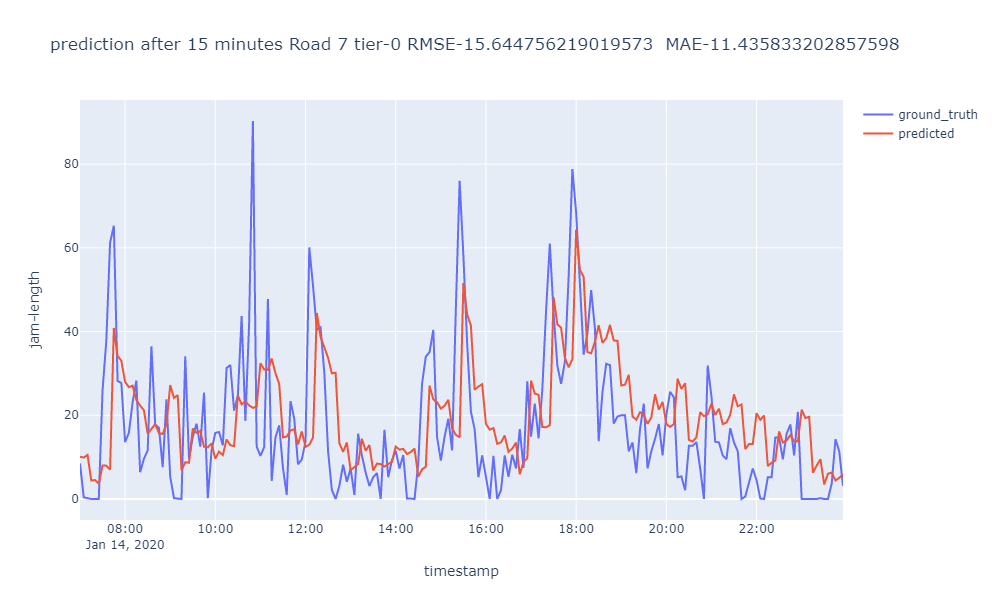 prediction after 15 minutes Road 7 tier-0 RMSE-15.644756219019573  MAE-11.435833202857598
ground_truth
predicted
jam-length
80
60
40
20
0
08:00 10:00 12:00 14:00 16:00 18:00 20:00 22:00
Jan 14, 2020
timestamp